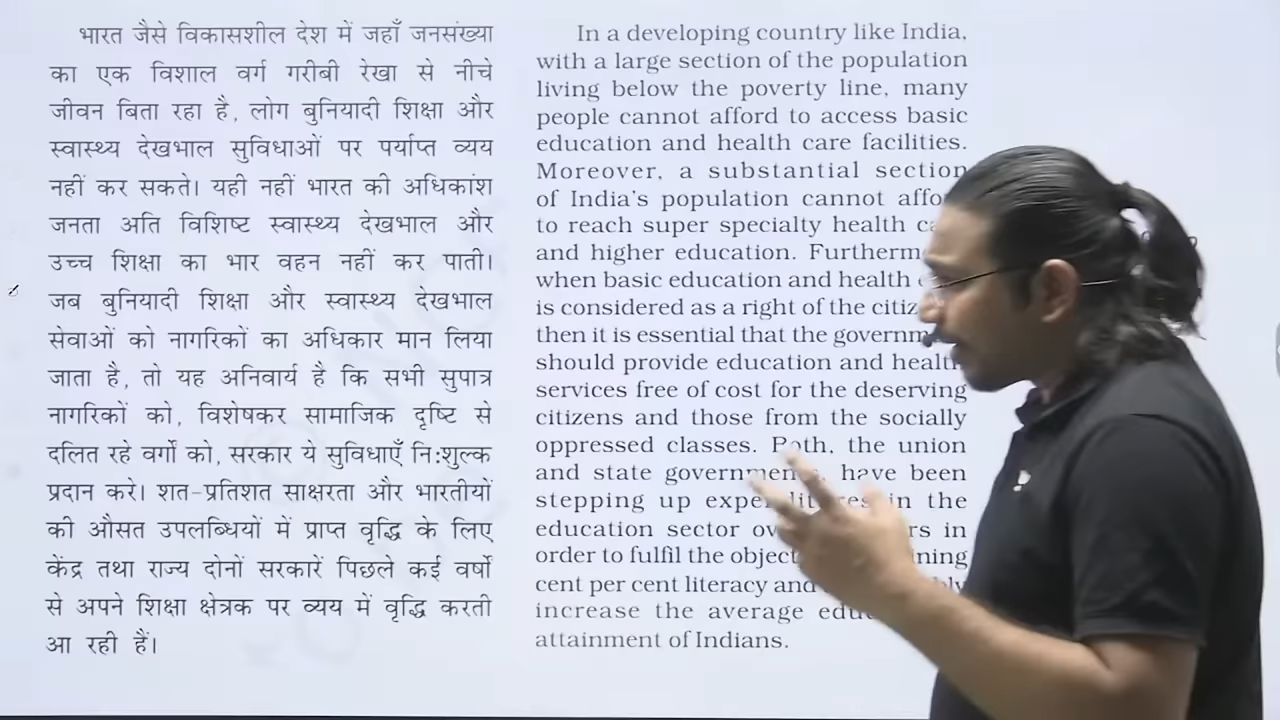 भारत जैसे विकासशील देश में जहाँ जनसंख्या
का एक विशाल वर्ग गरीबी रेखा से नीचे
जीवन बिता रहा है, लोग बुनियादी शिक्षा और
स्वास्थ्य देखभाल सुविधाओं पर पर्याप्त व्यय
नहीं कर सकते। यही नहीं भारत की अधिकांश
जनता अति विशिष्ट स्वास्थ्य देखभाल और
उच्च शिक्षा का भार वहन नहीं कर पाती।
जब बुनियादी शिक्षा और स्वास्थ्य देखभाल
सेवाओं को नागरिकों का अधिकार मान लिया
जाता है, तो यह अनिवार्य है कि सभी सुपात्र
नागरिकों को, विशेषकर सामाजिक दृष्टि से
दलित रहे वर्गों को, सरकार ये सुविधाएँ नि:शुल्क
प्रदान करे। शत-प्रतिशत साक्षरता और भारतीयों
की औसत उपलब्धियों में प्राप्त वृद्धि के लिए
केंद्र तथा राज्य दोनों सरकारें पिछले कई वर्षों
से अपने शिक्षा क्षेत्रक पर व्यय में वृद्धि करती
आ रही हैं।
In a developing country like India,
with a large section of the population
living below the poverty line, many
people cannot afford to access basic
education and health care facilities.
Moreover, a substantial section
of India's population cannot
to reach super specialty health
and higher education.
when basic education and health
is considered as a right of the
then it is essential that the
should provide education and health
services free of cost for the deserving
citizens and those from the socially
oppressed classes. Both, the union
and state governments, have been
stepping up expenditures in the
education sector in
order to fulfil the
cent per cent literacy and
increase the average
attainment of Indians.